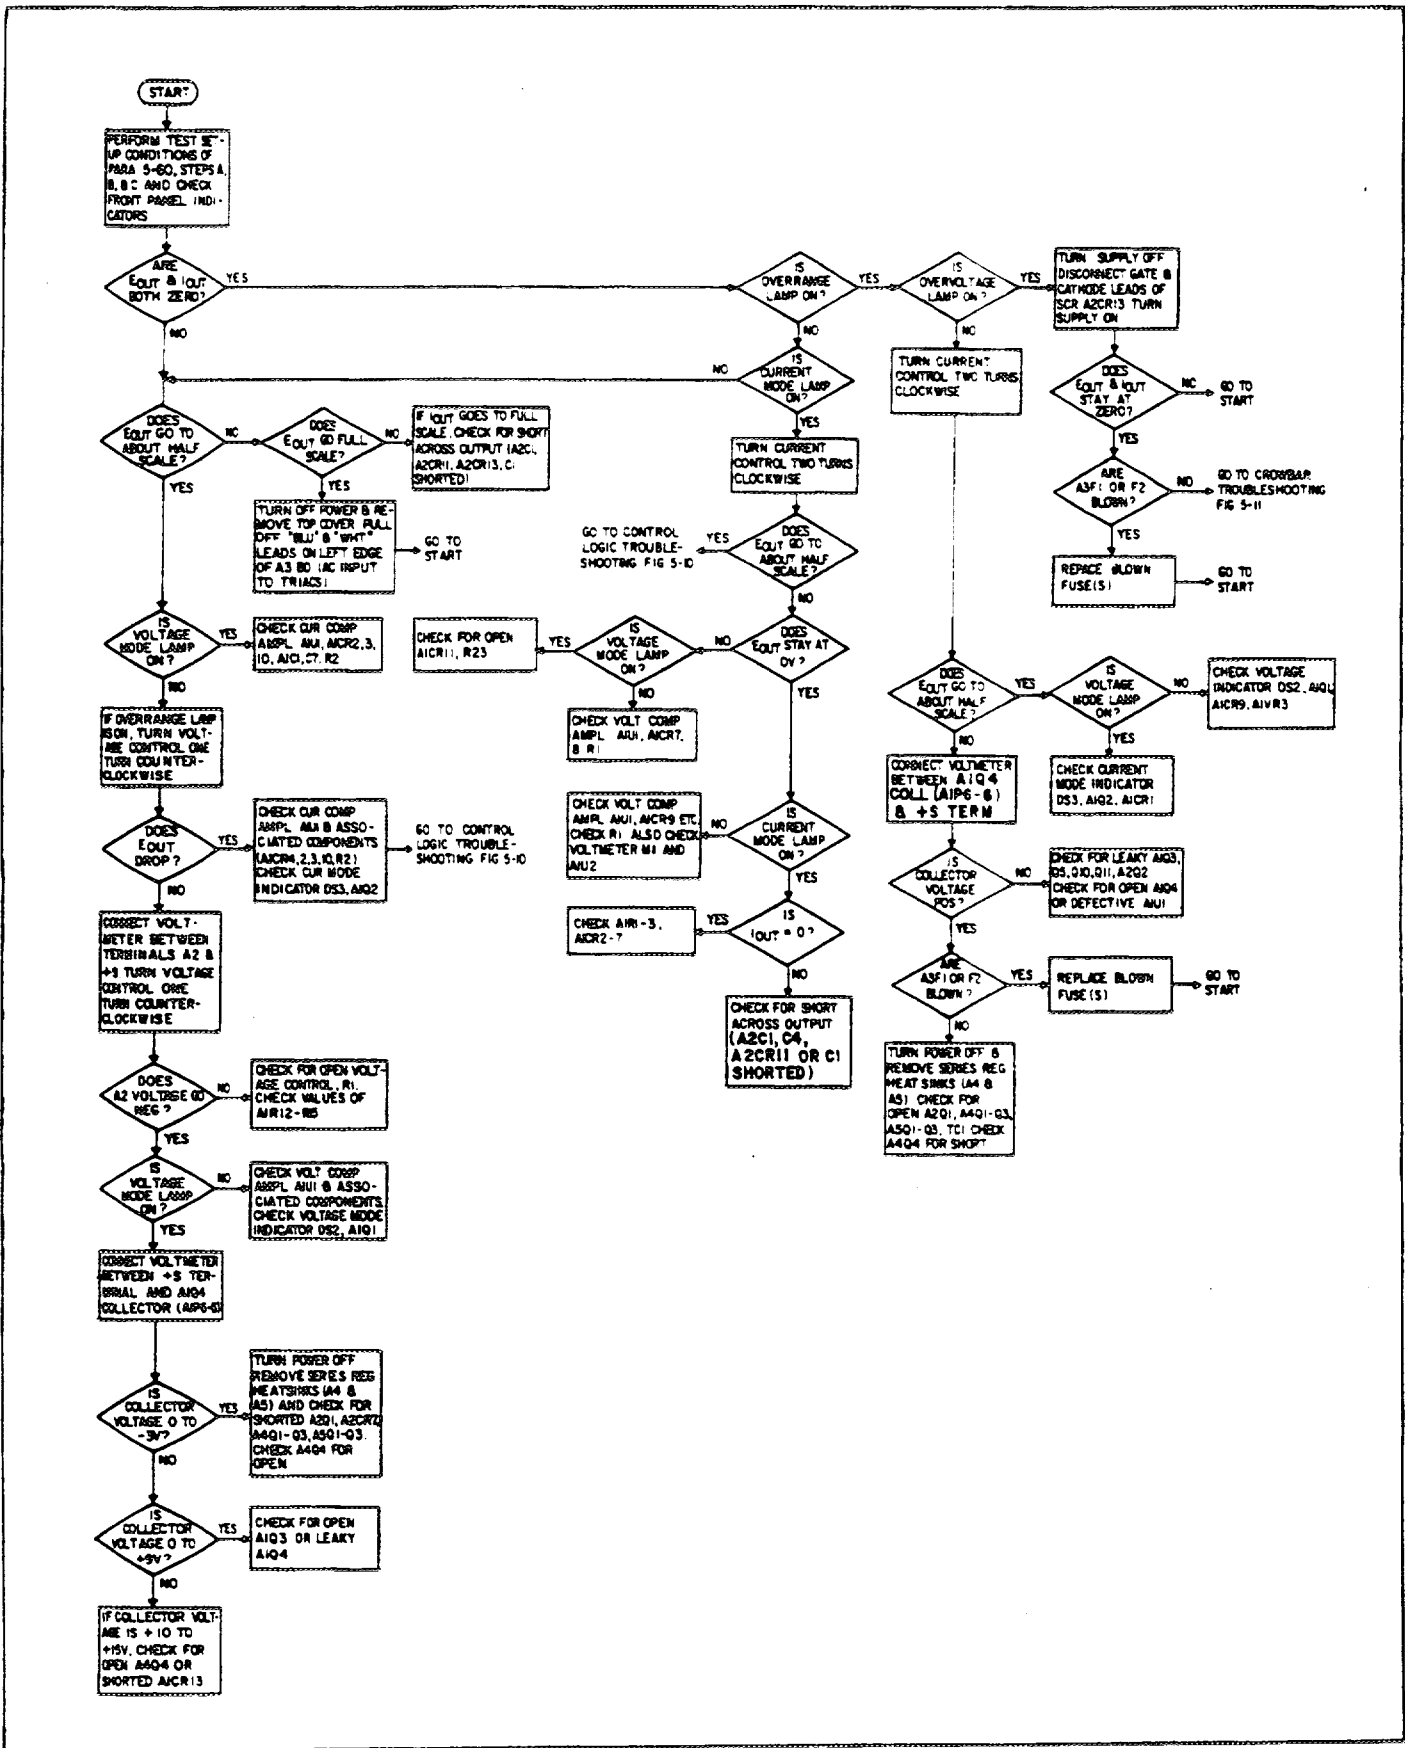 START
PERFORM TEST SET-
UP CONDITIONS OF
PARA 5-60, STEPS A,
B, & C AND CHECK
FRONT PANEL INDI-
CATORS
ARE
EOUT & IOUT
BOTH ZERO?
YES
NO
IS
OVERRANGE
LAMP ON?
YES
NO
IS
OVERVOLTAGE
LAMP ON?
YES
NO
TURN SUPPLY OFF
DISCONNECT GATE &
CATHODE LEADS OF
SCR A2CR13 TURN
SUPPLY ON
IS
CURRENT
MODE LAMP
ON?
NO
YES
TURN CURRENT
CONTROL TWO TURNS
CLOCKWISE
DOES
EOUT & IOUT
STAY AT
ZERO?
NO
GO TO
START
YES
DOES
EOUT GO TO
ABOUT HALF
SCALE?
NO
YES
DOES
EOUT GO FULL
SCALE?
NO
YES
IF IOUT GOES TO FULL
SCALE, CHECK FOR SHORT
ACROSS OUTPUT (A2C1,
A2CR11, A2CR13, C1
SHORTED)
TURN CURRENT
CONTROL TWO TURNS
CLOCKWISE
ARE
A3F1 OR F2
BLOWN?
NO
GO TO CROWBAR
TROUBLESHOOTING
FIG 5-11
YES
TURN OFF POWER & RE-
MOVE TOP COVER PULL
OFF "BLU" & "WHT"
LEADS ON LEFT EDGE
OF A3 BD (AC INPUT
TO TRIACS)
GO TO
START
GO TO CONTROL
LOGIC TROUBLE-
SHOOTING FIG 5-10
YES
DOES
EOUT GO TO
ABOUT HALF
SCALE?
NO
REPACE BLOWN
FUSE(S)
GO TO
START
IS
VOLTAGE
MODE LAMP
ON?
YES
NO
CHECK CUR COMP
AMPL A1U1, A1CR2,3,
10, A1C1, C7, R2
CHECK FOR OPEN
A1CR11, R23
YES
IS
VOLTAGE
MODE LAMP
ON?
NO
NO
DOES
EOUT STAY AT
0V?
YES
DOES
EOUT GO TO
ABOUT HALF
SCALE?
YES
NO
IS
VOLTAGE
MODE LAMP
ON?
NO
YES
CHECK VOLTAGE
INDICATOR DS2, A1Q1,
A1CR9, A1VR3
IF OVERRANGE LAMP
IS ON, TURN VOLT-
AGE CONTROL ONE
TURN COUNTER-
CLOCKWISE
CHECK VOLT COMP
AMPL A1U1, A1CR7,
& R1
CONNECT VOLTMETER
BETWEEN A1Q4
COLL (A1P6-6)
& +S TERM
CHECK CURRENT
MODE INDICATOR
DS3, A1Q2, A1CR1
DOES
EOUT
DROP?
YES
NO
CHECK CUR COMP
AMPL A1U1 & ASSO-
CIATED COMPONENTS
(A1CR4,2,3,10,R2)
CHECK CUR MODE
INDICATOR DS3, A1Q2
GO TO CONTROL
LOGIC TROUBLE-
SHOOTING FIG 5-10
CHECK VOLT COMP
AMPL A1U1, A1CR9 ETC.
CHECK R1 ALSO CHECK
VOLTMETER M1 AND
A1U2
NO
IS
CURRENT
MODE LAMP
ON?
YES
IS
COLLECTOR
VOLTAGE
POS?
NO
YES
CHECK FOR LEAKY A1Q3,
Q5, Q10, Q11, A2Q2
CHECK FOR OPEN A1Q4
OR DEFECTIVE A1U1
CONNECT VOLT-
METER BETWEEN
TERMINALS A2 &
+S TURN VOLTAGE
CONTROL ONE
TURN COUNTER-
CLOCKWISE
CHECK A1R1-3,
A1CR2-7
YES
IS
IOUT = 0?
NO
ARE
A3F1 OR F2
BLOWN?
YES
NO
REPLACE BLOWN
FUSE(S)
GO TO
START
CHECK FOR SHORT
ACROSS OUTPUT
(A2C1, C4,
A2CR11 OR C1
SHORTED)
TURN POWER OFF &
REMOVE SERIES REG
HEAT SINKS (A4 &
A5) CHECK FOR
OPEN A2Q1, A4Q1-Q3,
A5Q1-Q3, TC1 CHECK
A4Q4 FOR SHORT
DOES
A2 VOLTAGE GO
NEG?
NO
YES
CHECK FOR OPEN VOLT-
AGE CONTROL, R1.
CHECK VALUES OF
IS
VOLTAGE
MODE LAMP
ON?
NO
YES
CHECK VOLT COMP
AMPL A1U1 & ASSO-
CIATED COMPONENTS
CHECK VOLTAGE MODE
INDICATOR DS2, A1Q1
CONNECT VOLTMETER
BETWEEN +S TER-
MINAL AND A1Q4
COLLECTOR (A1P6-6)
IS
COLLECTOR
VOLTAGE 0 TO
-3V?
YES
NO
TURN POWER OFF
REMOVE SERIES REG
HEATSINKS (A4 &
A5) AND CHECK FOR
SHORTED A2Q1, A2CR7,
A4Q1-Q3, A5Q1-Q3.
CHECK A4Q4 FOR
OPEN
IS
COLLECTOR
VOLTAGE 0 TO
+9V?
YES
NO
CHECK FOR OPEN
A1Q3 OR LEAKY
A1Q4
IF COLLECTOR VOLT-
AGE IS +10 TO
+15V, CHECK FOR
OPEN A4Q4 OR
SHORTED A1CR13